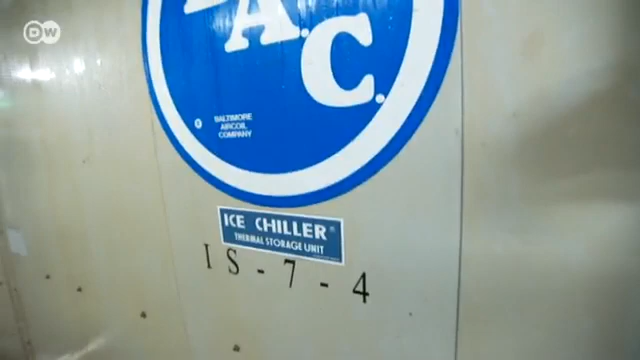 DW
B.A.C.
BALTIMORE
AIRCOIL
COMPANY
ICE CHILLER®
THERMAL STORAGE UNIT
IS-7-4